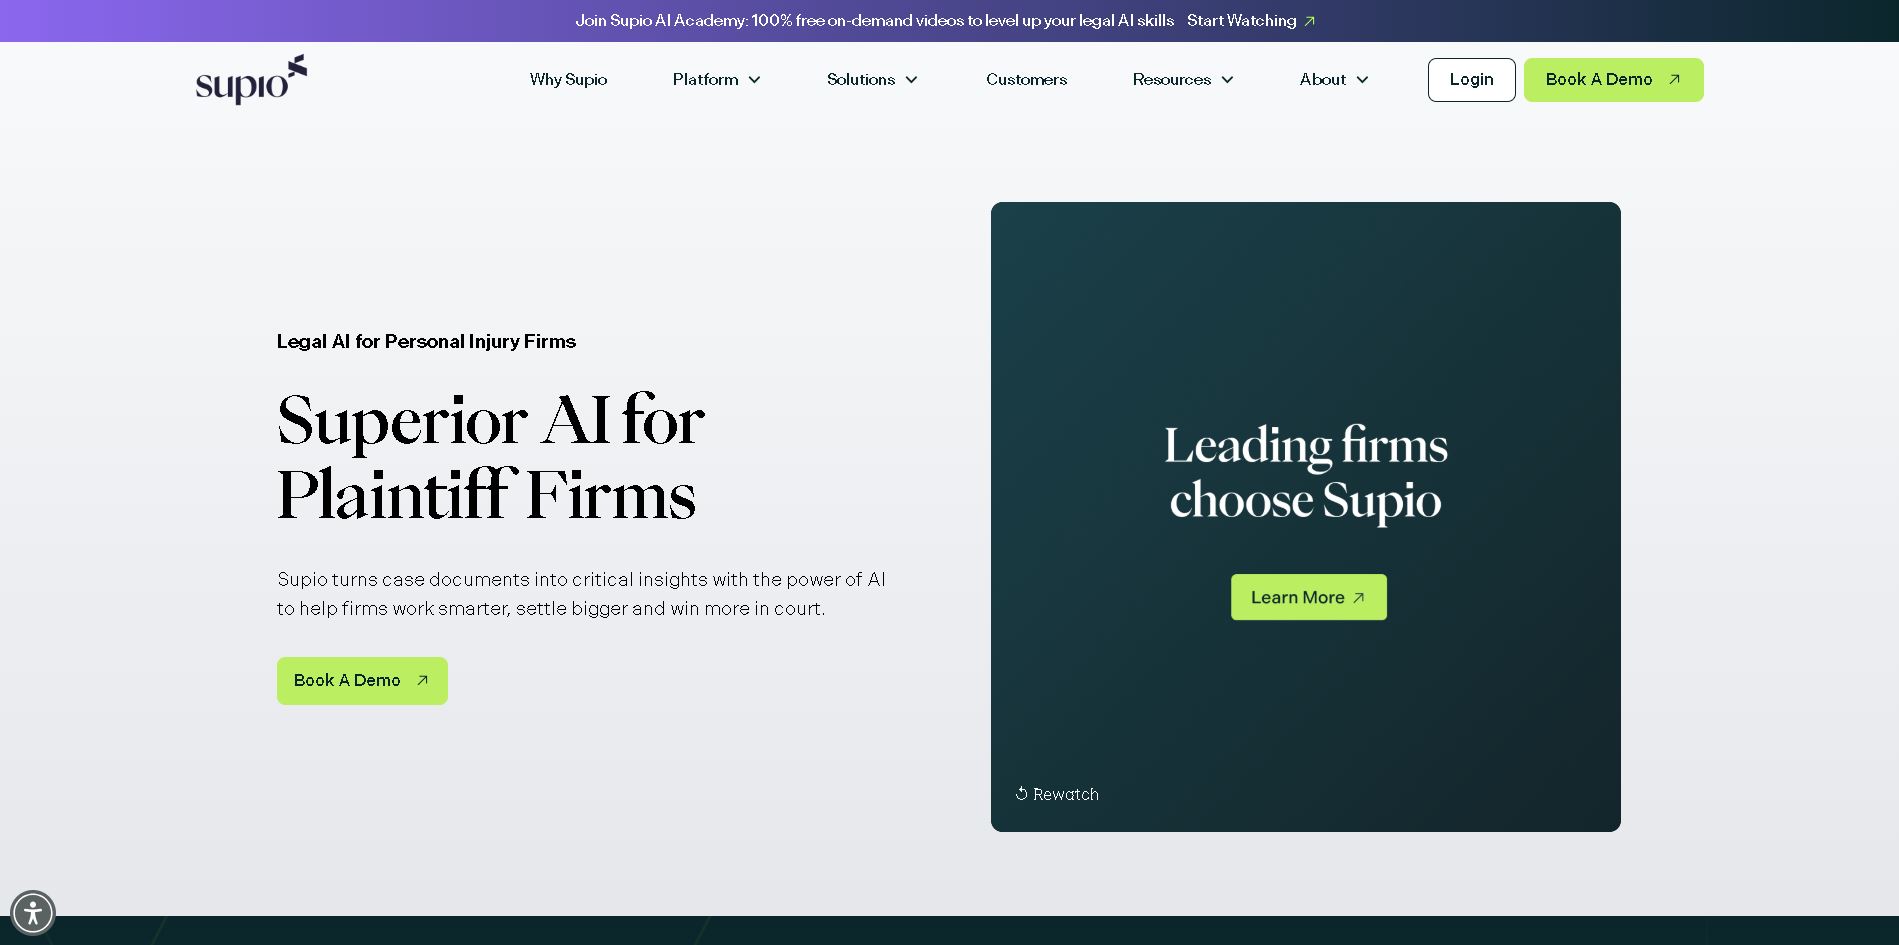 Join Supio AI Academy: 100% free on-demand videos to level up your legal AI skills Start Watching
supio
Why Supio
Platform
Solutions
Customers
Resources
About
Login
Book A Demo
Legal AI for Personal Injury Firms
Superior AI for
Plaintiff Firms
Supio turns case documents into critical insights with the power of AI
to help firms work smarter, settle bigger and win more in court.
Book A Demo
Leading firms
choose Supio
Learn More
Rewatch